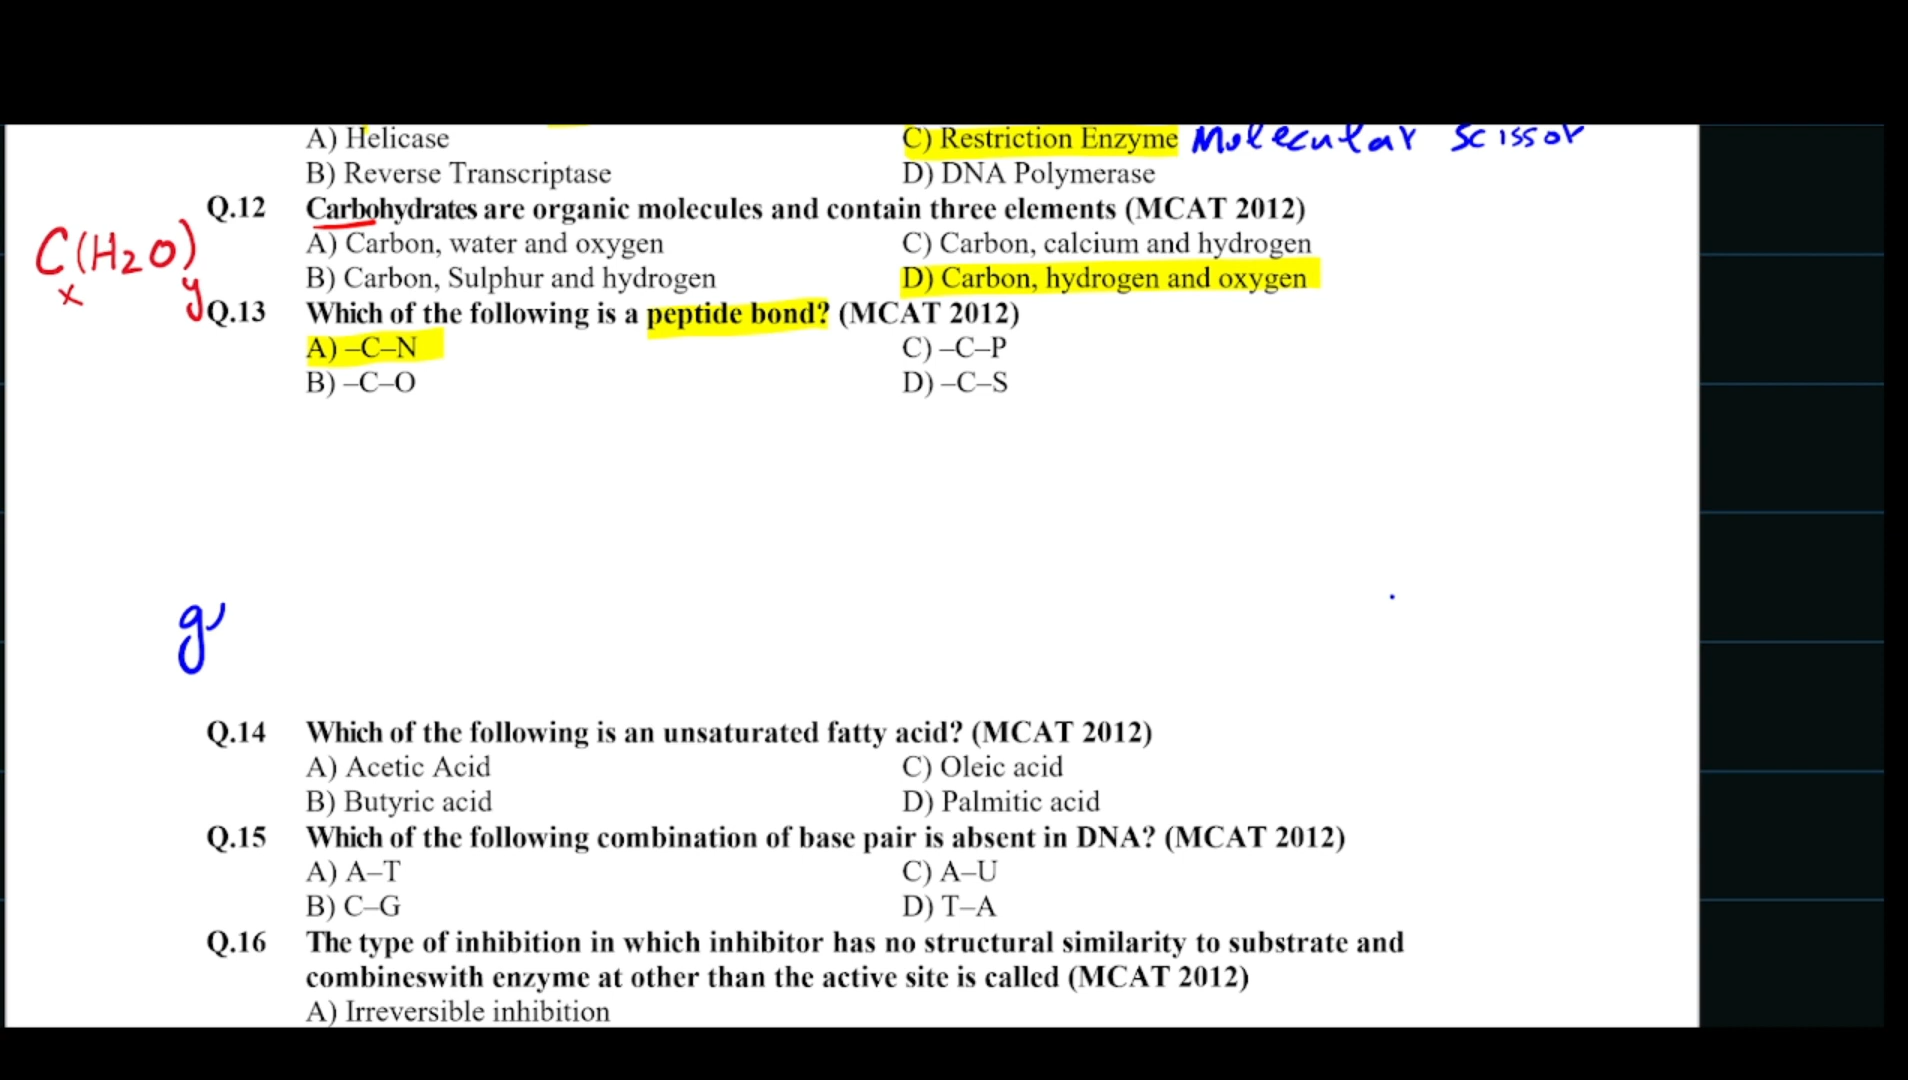 A) Helicase C) Restriction Enzyme Molecular Scissor
B) Reverse Transcriptase D) DNA Polymerase
Q.12 Carbohydrates are organic molecules and contain three elements (MCAT 2012)
C(H2O)
x y
A) Carbon, water and oxygen C) Carbon, calcium and hydrogen
B) Carbon, Sulphur and hydrogen D) Carbon, hydrogen and oxygen
Q.13 Which of the following is a peptide bond? (MCAT 2012)
A) –C–N C) –C–P
B) –C–O D) –C–S
Q.14 Which of the following is an unsaturated fatty acid? (MCAT 2012)
A) Acetic Acid C) Oleic acid
B) Butyric acid D) Palmitic acid
Q.15 Which of the following combination of base pair is absent in DNA? (MCAT 2012)
A) A–T C) A–U
B) C–G D) T–A
Q.16 The type of inhibition in which inhibitor has no structural similarity to substrate and
combineswith enzyme at other than the active site is called (MCAT 2012)
A) Irreversible inhibition